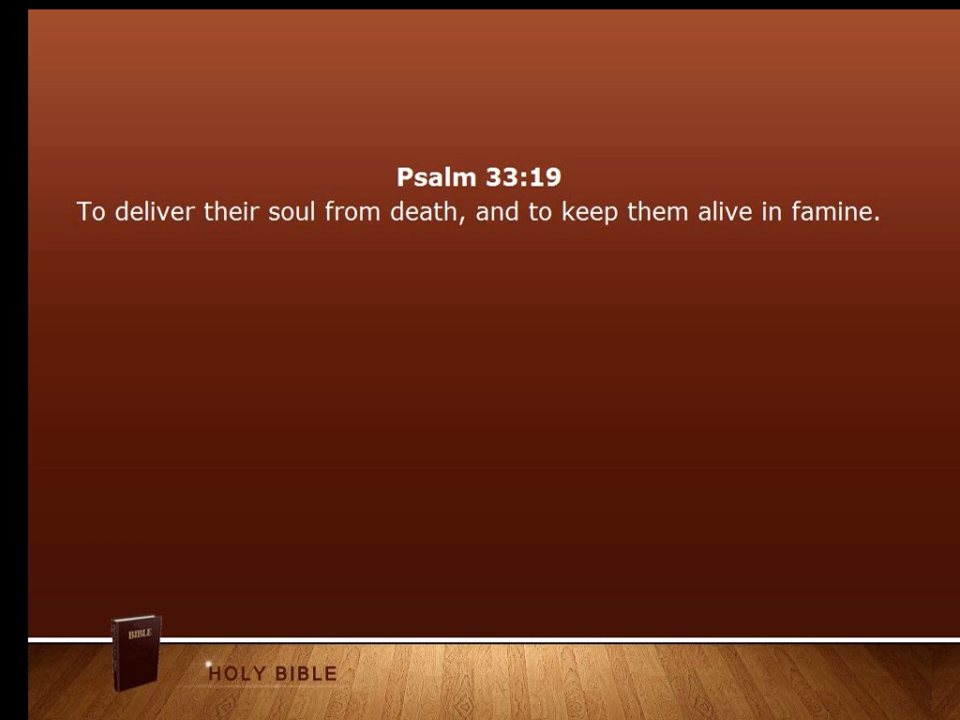 Psalm 33:19
To deliver their soul from death, and to keep them alive in famine.
BIBLE
HOLY BIBLE